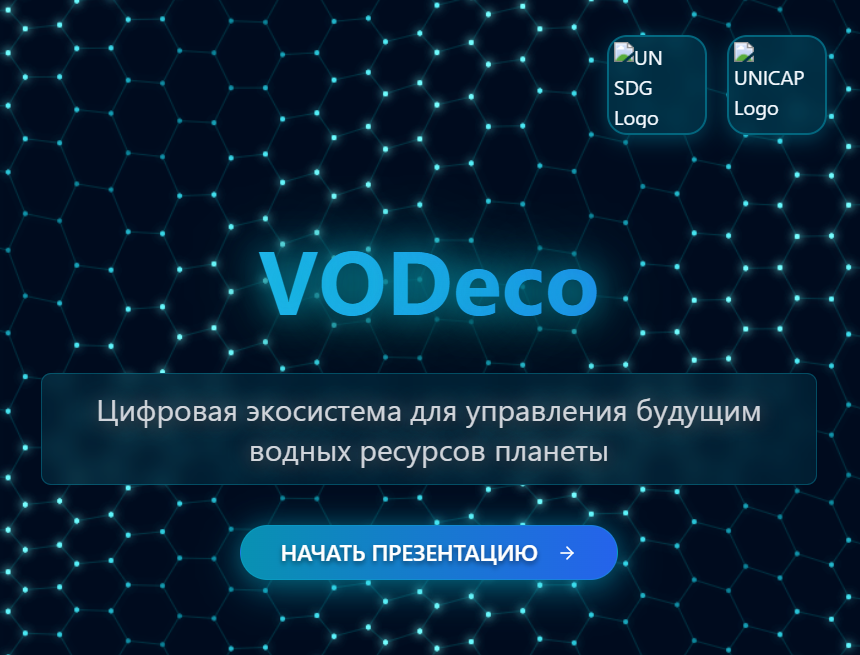 UN
SDG
Logo
UNICAP
Logo
VODeco
Цифровая экосистема для управления будущим
водных ресурсов планеты
НАЧАТЬ ПРЕЗЕНТАЦИЮ →